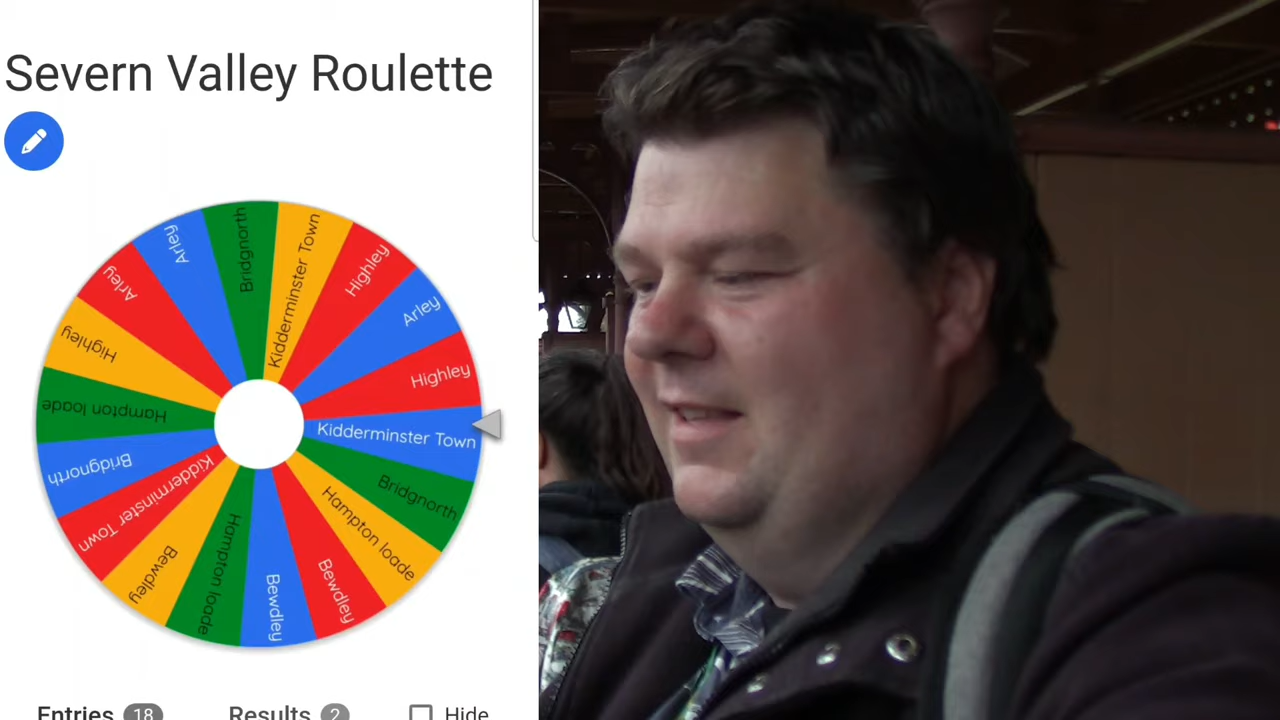 Severn Valley Roulette
Bridgnorth
Kidderminster Town
Highley
Arley
Highley
Kidderminster Town
Bridgnorth
Hampton loade
Bewdley
Bewdley
Hampton loade
Bewdley
Kidderminster Town
Bridgnorth
Hampton loade
Highley
Arley
Arley
Entries 18
Results 2
Hide